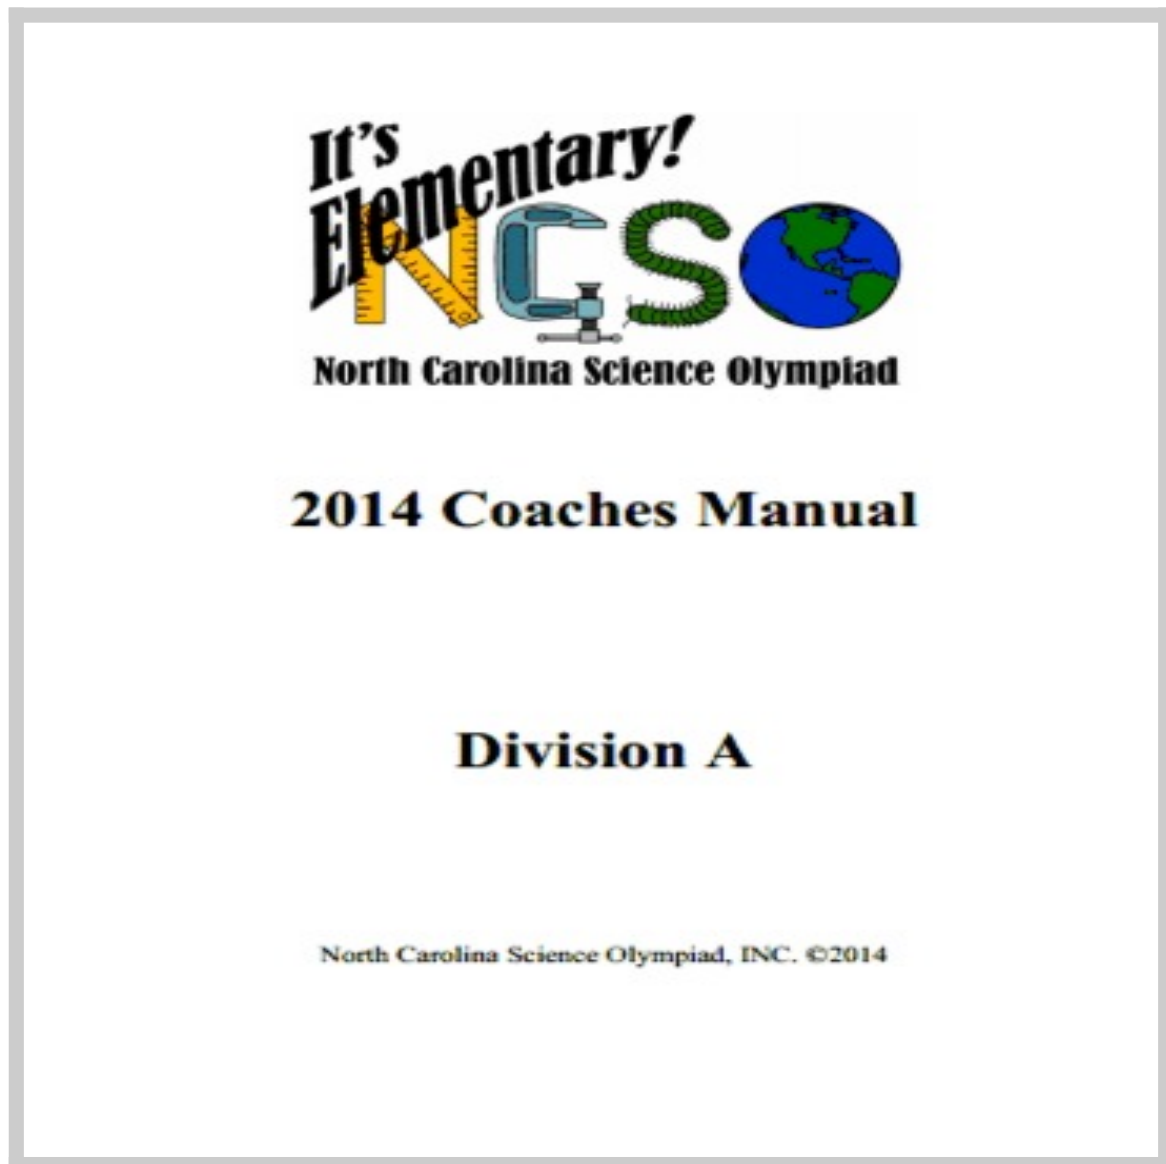 It's
Elementary!
NCSO
North Carolina Science Olympiad
2014 Coaches Manual
Division A
North Carolina Science Olympiad, INC. ©2014